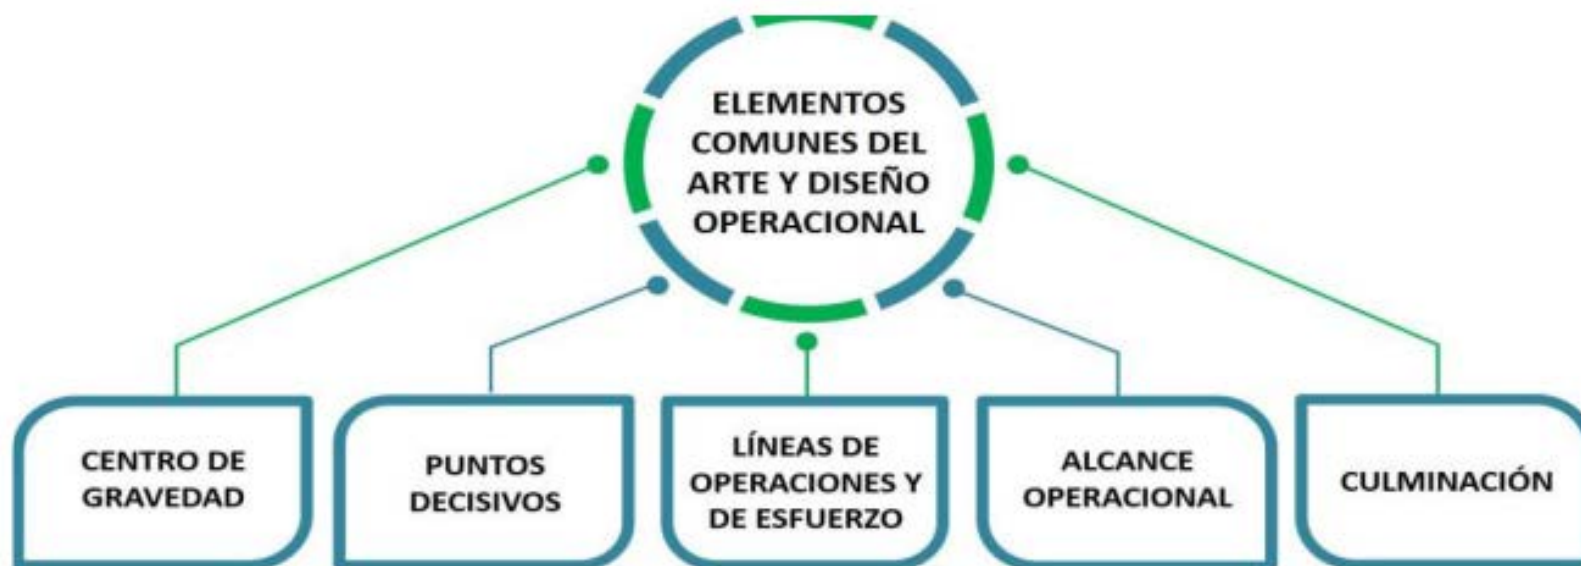 ELEMENTOS
COMUNES DEL
ARTE Y DISEÑO
OPERACIONAL
CENTRO DE
GRAVEDAD
PUNTOS
DECISIVOS
LÍNEAS DE
OPERACIONES Y
DE ESFUERZO
ALCANCE
OPERACIONAL
CULMINACIÓN